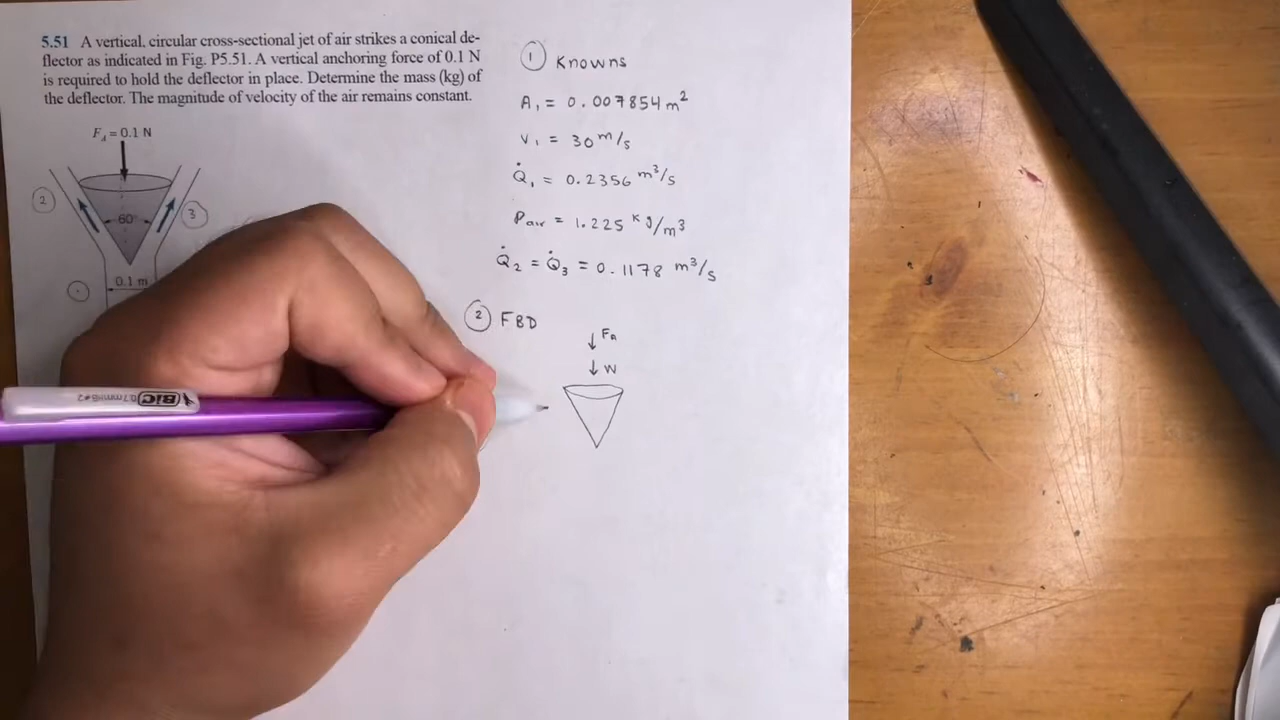 5.51 A vertical, circular cross-sectional jet of air strikes a conical de-
flector as indicated in Fig. P5.51. A vertical anchoring force of 0.1 N
is required to hold the deflector in place. Determine the mass (kg) of
the deflector. The magnitude of velocity of the air remains constant.
F_A = 0.1 N
2
60°
3
0.1 m
1 Knowns
A₁ = 0.007854 m²
V₁ = 30 m/s
Q̇₁ = 0.2356 m³/s
ρair = 1.225 kg/m³
Q̇₂ = Q̇₃ = 0.1178 m³/s
2 FBD
↓ FA
↓ W
BIC 0.7mm HB #2